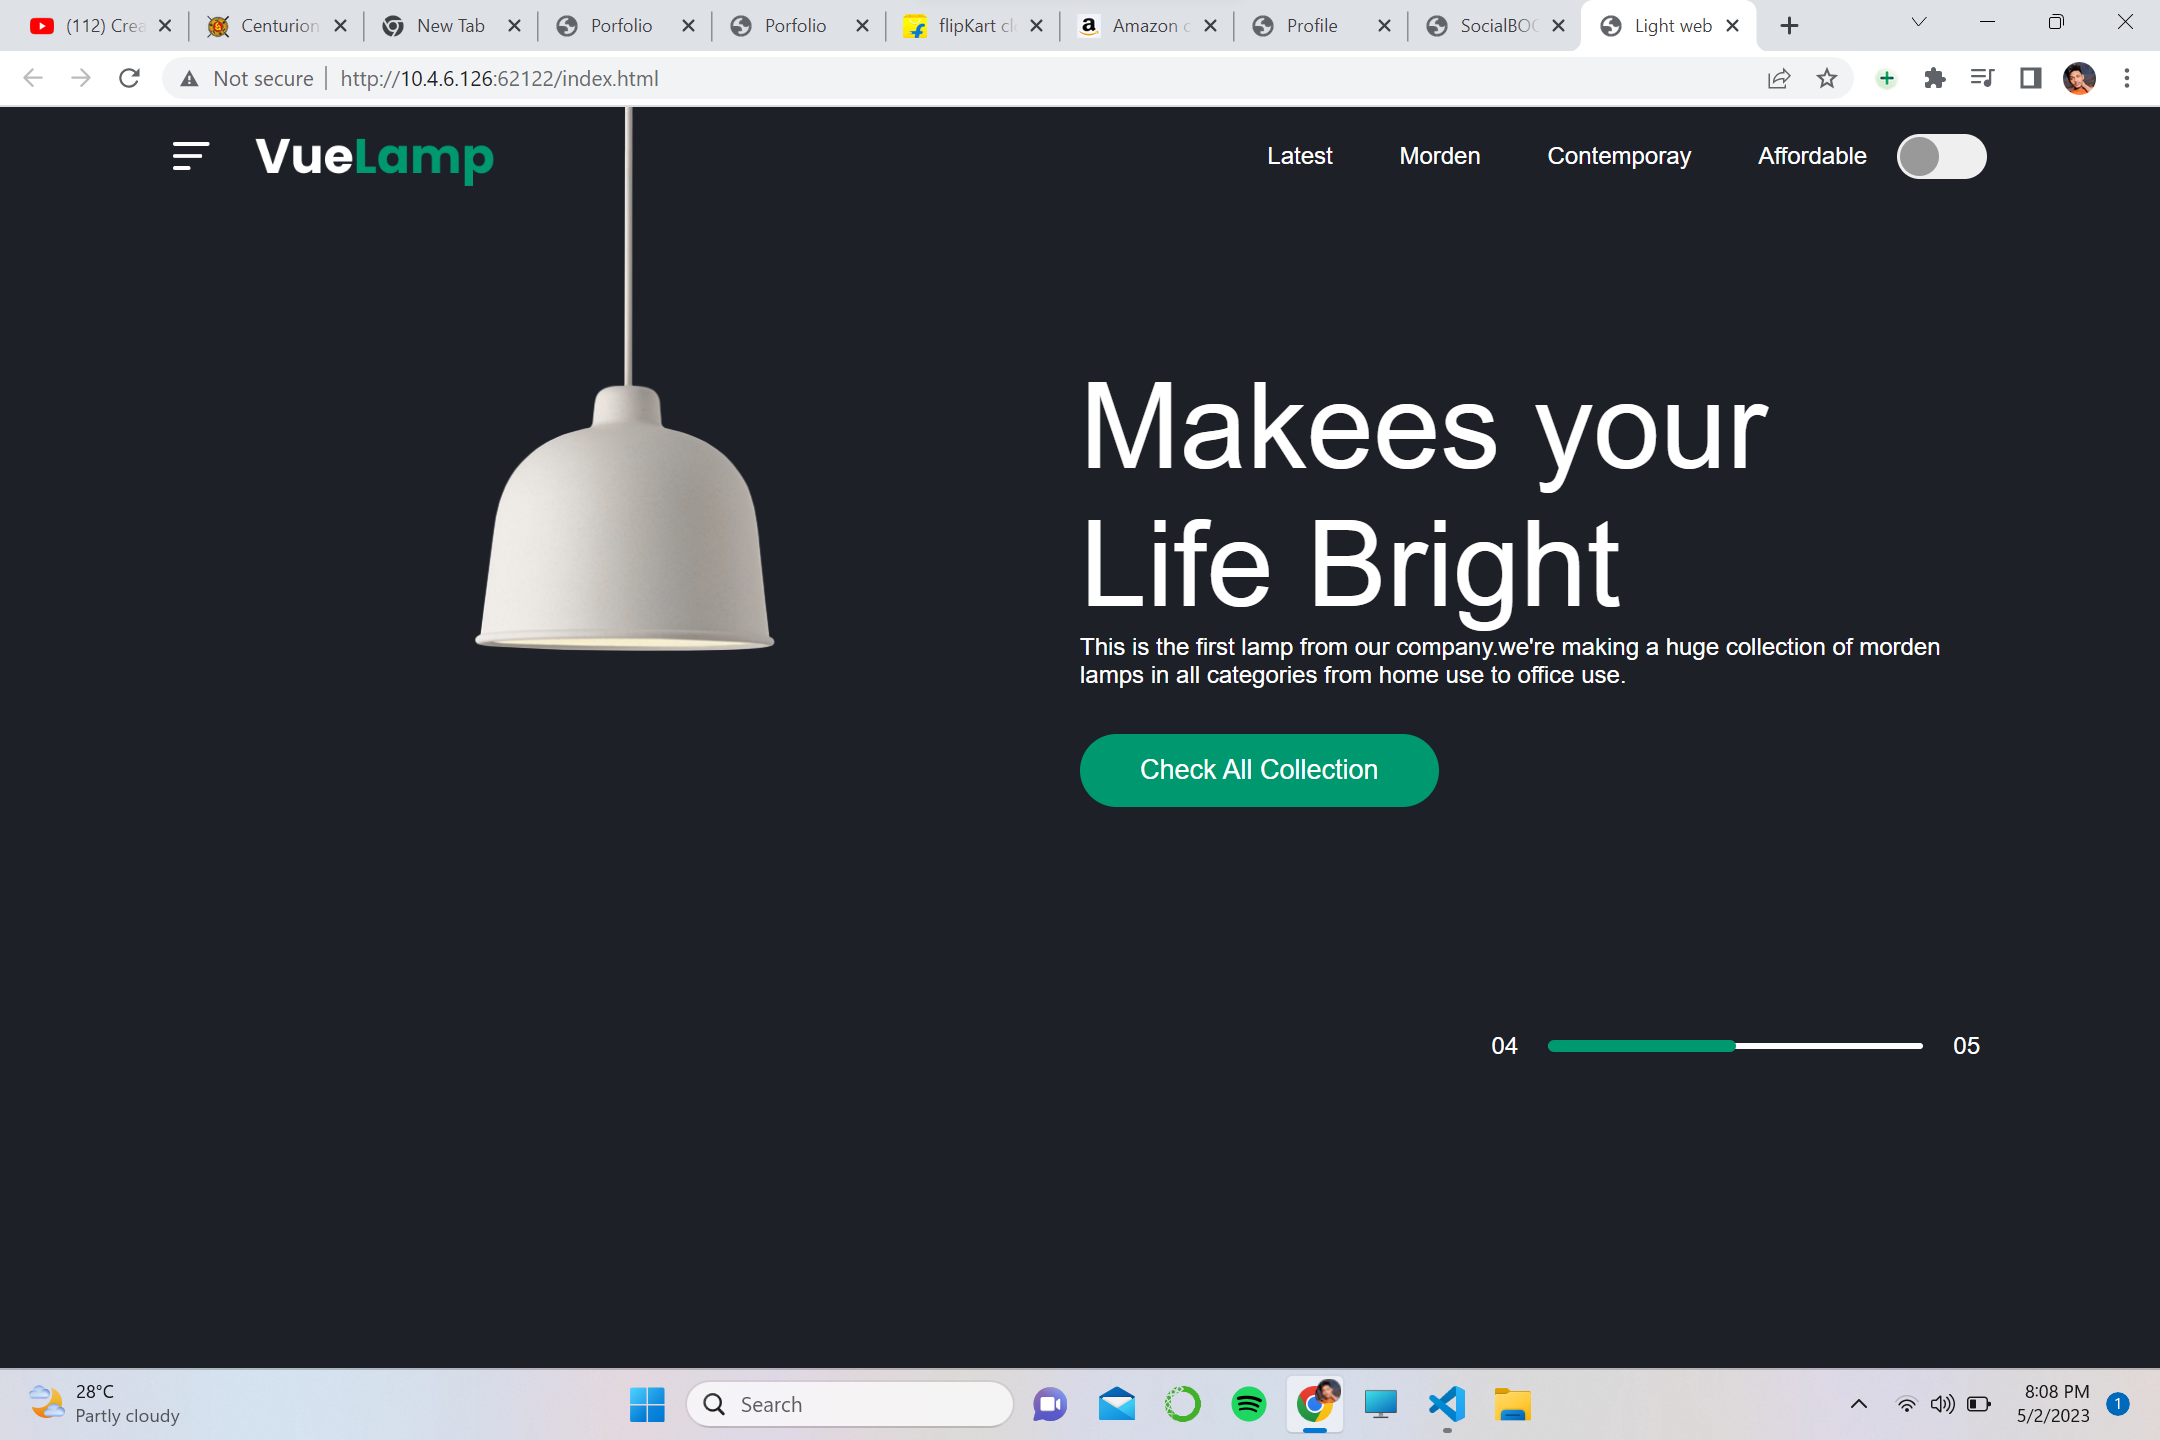 (112) Crea
Centurion
New Tab
Porfolio
Porfolio
flipKart cl
Amazon c
Profile
SocialBOO
Light web
Not secure
http://10.4.6.126:62122/index.html
VueLamp
Latest
Morden
Contemporay
Affordable
Makees your
Life Bright
This is the first lamp from our company.we're making a huge collection of morden
lamps in all categories from home use to office use.
Check All Collection
04
05
28°C
Partly cloudy
Search
8:08 PM
5/2/2023
1